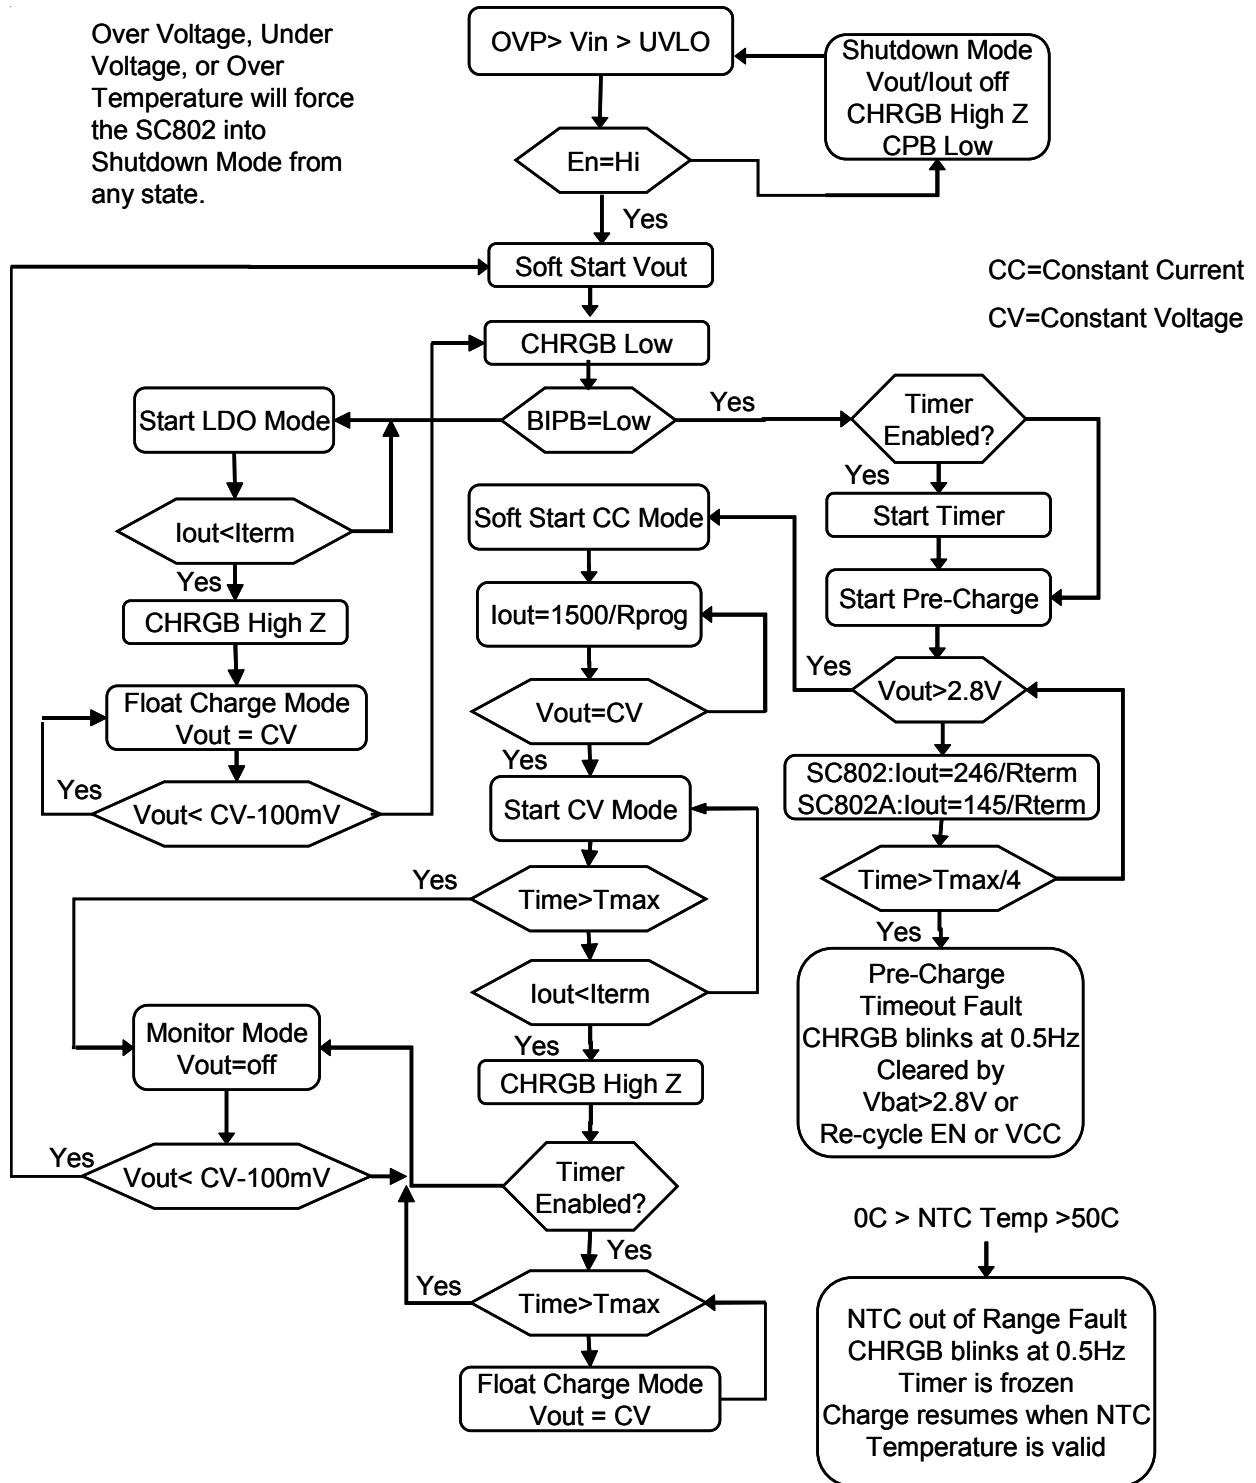 Over Voltage, Under
Voltage, or Over
Temperature will force
the SC802 into
Shutdown Mode from
any state.
OVP> Vin > UVLO
Shutdown Mode
Vout/Iout off
CHRGB High Z
CPB Low
En=Hi
Yes
Soft Start Vout
CC=Constant Current
CV=Constant Voltage
CHRGB Low
Start LDO Mode
BIPB=Low
Yes
Timer
Enabled?
Yes
Iout<Iterm
Soft Start CC Mode
Start Timer
Yes
CHRGB High Z
Iout=1500/Rprog
Start Pre-Charge
Yes
Float Charge Mode
Vout = CV
Vout=CV
Vout>2.8V
Yes
Yes
Vout< CV-100mV
Start CV Mode
SC802:Iout=246/Rterm
SC802A:Iout=145/Rterm
Yes
Time>Tmax
Time>Tmax/4
Yes
Iout<Iterm
Pre-Charge
Timeout Fault
CHRGB blinks at 0.5Hz
Cleared by
Vbat>2.8V or
Re-cycle EN or VCC
Monitor Mode
Vout=off
Yes
CHRGB High Z
Yes
Vout< CV-100mV
Timer
Enabled?
Yes
Yes
Time>Tmax
Float Charge Mode
Vout = CV
0C > NTC Temp >50C
NTC out of Range Fault
CHRGB blinks at 0.5Hz
Timer is frozen
Charge resumes when NTC
Temperature is valid